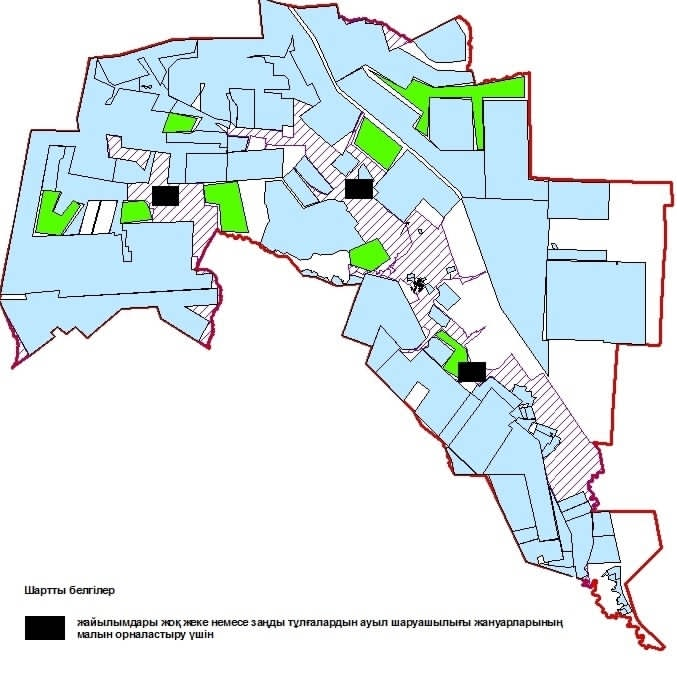 Шартты белгілер
жайылымдары жоқ жеке немесе заңды тұлғалардын ауыл шаруашылығы жануарларының
малын орналастыру үшін